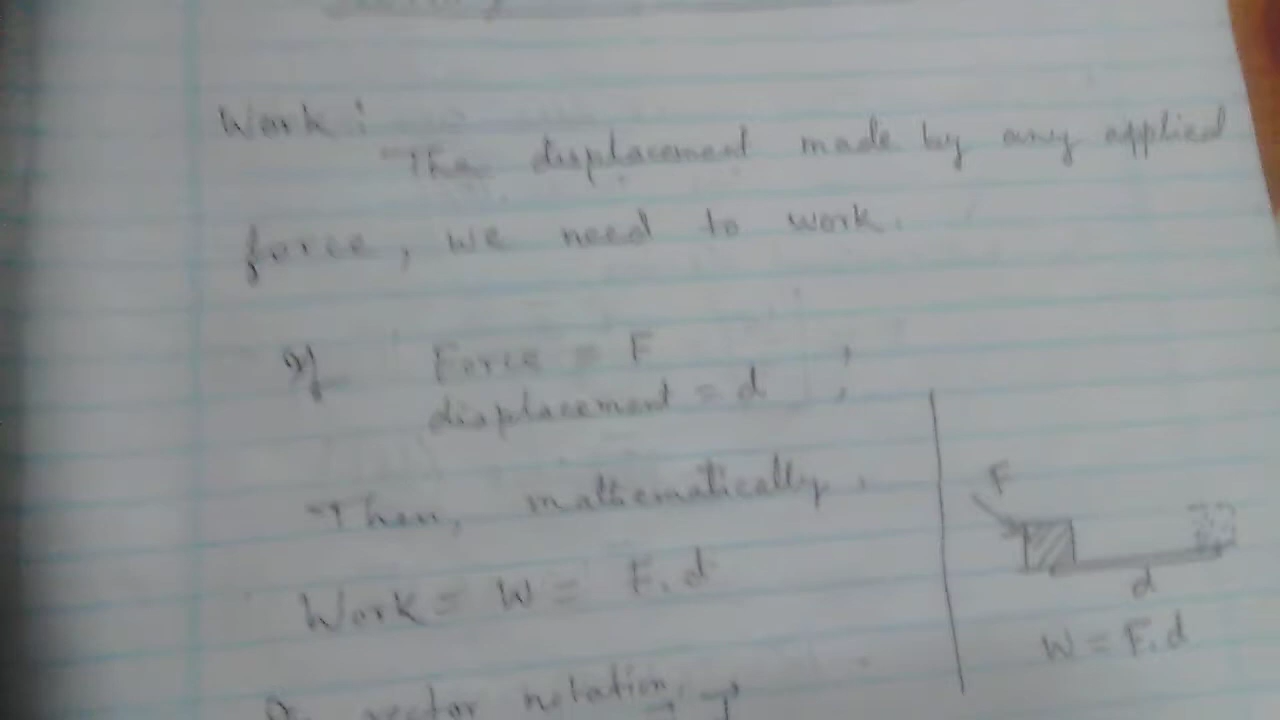 Work :
The displacement made by any applied
force, we need to work.
If Force = F ;
displacement = d ;
Then, mathematically,
Work = W = F.d
F
d
W = F.d
vector notation,